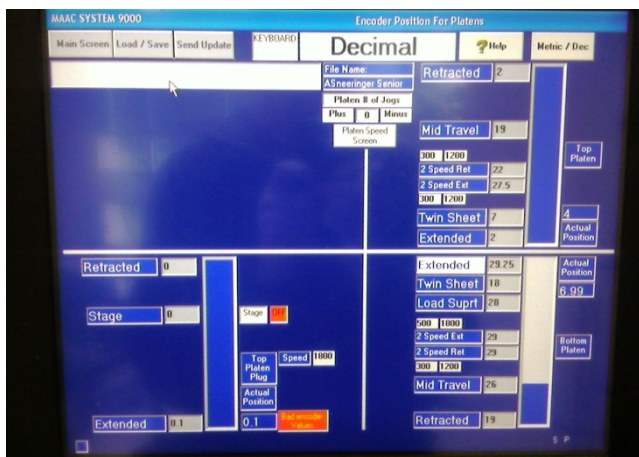 MAAC SYSTEM 9000
Encoder Position For Platens
Main Screen
Load / Save
Send Update
KEYBOARD
Decimal
Help
Metric / Dec
File Name:
ASneeringer Senior
Platen # of Jogs
Plus 0 Minus
Platen Speed
Screen
Retracted 2
Mid Travel 19
300 1200
2 Speed Ret 22
2 Speed Ext 27.5
300 1200
Twin Sheet 7
Extended 2
Top
Platen
4
Actual
Position
Retracted 0
Stage 0
Stage OFF
Top
Platen
Plug
Speed 1800
Actual
Position
Extended 0.1
0.1
Bad encoder
Values
Extended 29.25
Twin Sheet 18
Load Suprt 28
500 1800
2 Speed Ext 29
2 Speed Ret 29
300 1200
Mid Travel 26
Retracted 19
Actual
Position
6.99
Bottom
Platen
S P